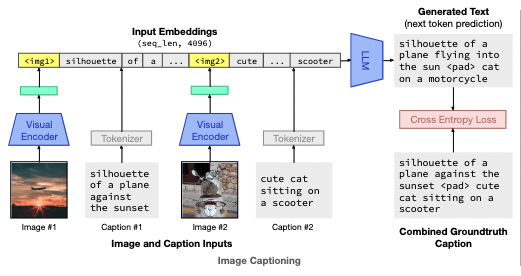 Input Embeddings
(seq_len, 4096)
<img1> silhouette of a ... <img2> cute ... scooter
LLM
Generated Text
(next token prediction)
silhouette of a
plane flying into
the sun <pad> cat
on a motorcycle
Cross Entropy Loss
Visual
Encoder
Tokenizer
Visual
Encoder
Tokenizer
silhouette
of a plane
against
the sunset
cute cat
sitting on
a scooter
silhouette of a
plane against the
sunset <pad> cute
cat sitting on a
scooter
Image #1
Caption #1
Image #2
Caption #2
Image and Caption Inputs
Combined Groundtruth
Caption
Image Captioning